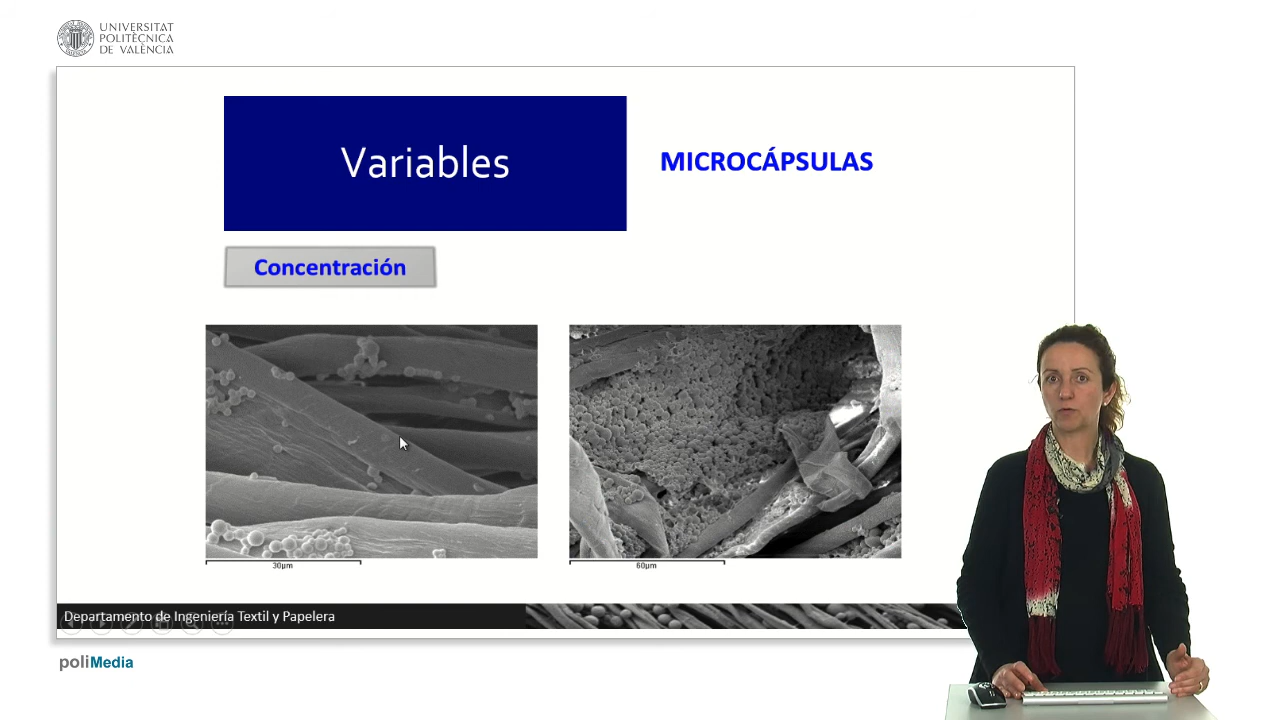 UNIVERSITAT
POLITÈCNICA
DE VALÈNCIA
Variables
MICROCÁPSULAS
Concentración
30µm
60µm
Departamento de Ingeniería Textil y Papelera
poliMedia